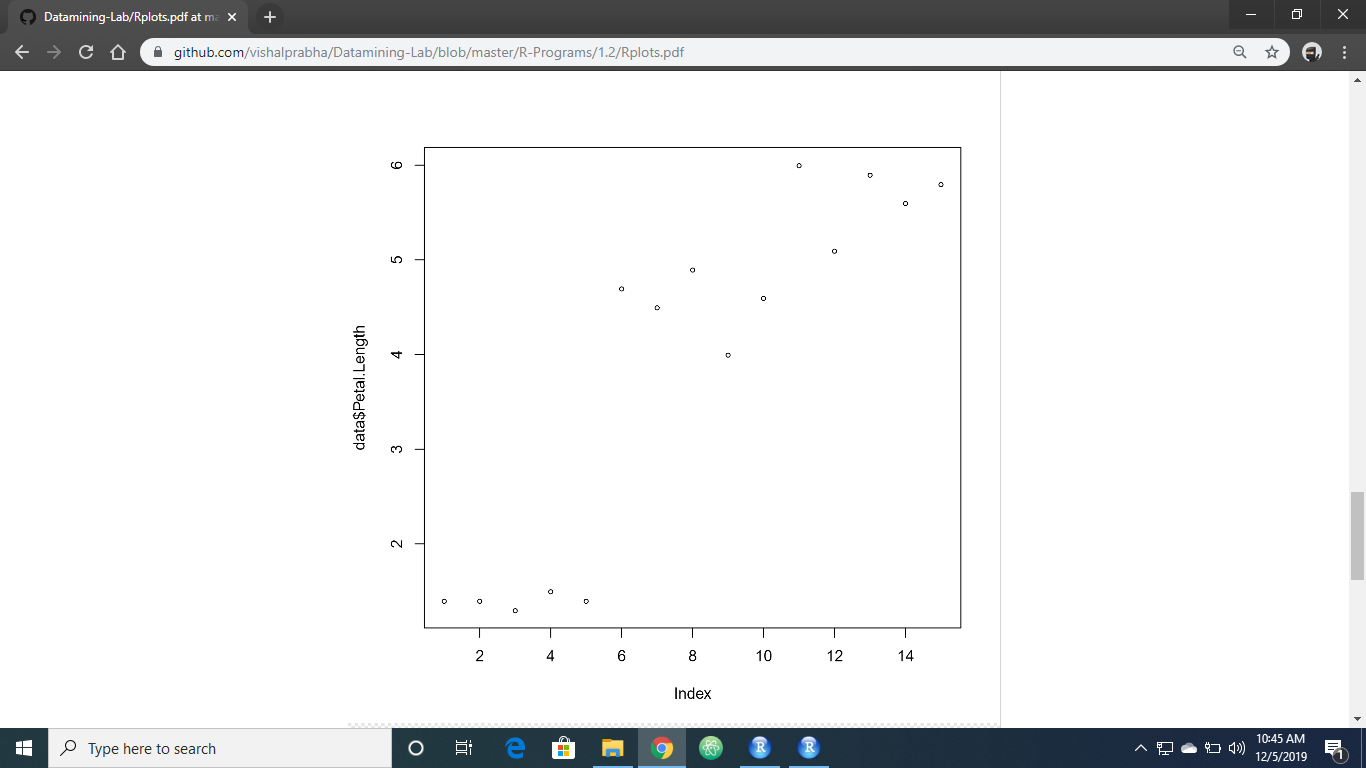 Datamining-Lab/Rplots.pdf at ma
github.com/vishalprabha/Datamining-Lab/blob/master/R-Programs/1.2/Rplots.pdf
6
5
4
3
2
data$Petal.Length
2 4 6 8 10 12 14
Index
Type here to search
R
R
10:45 AM
12/5/2019
1